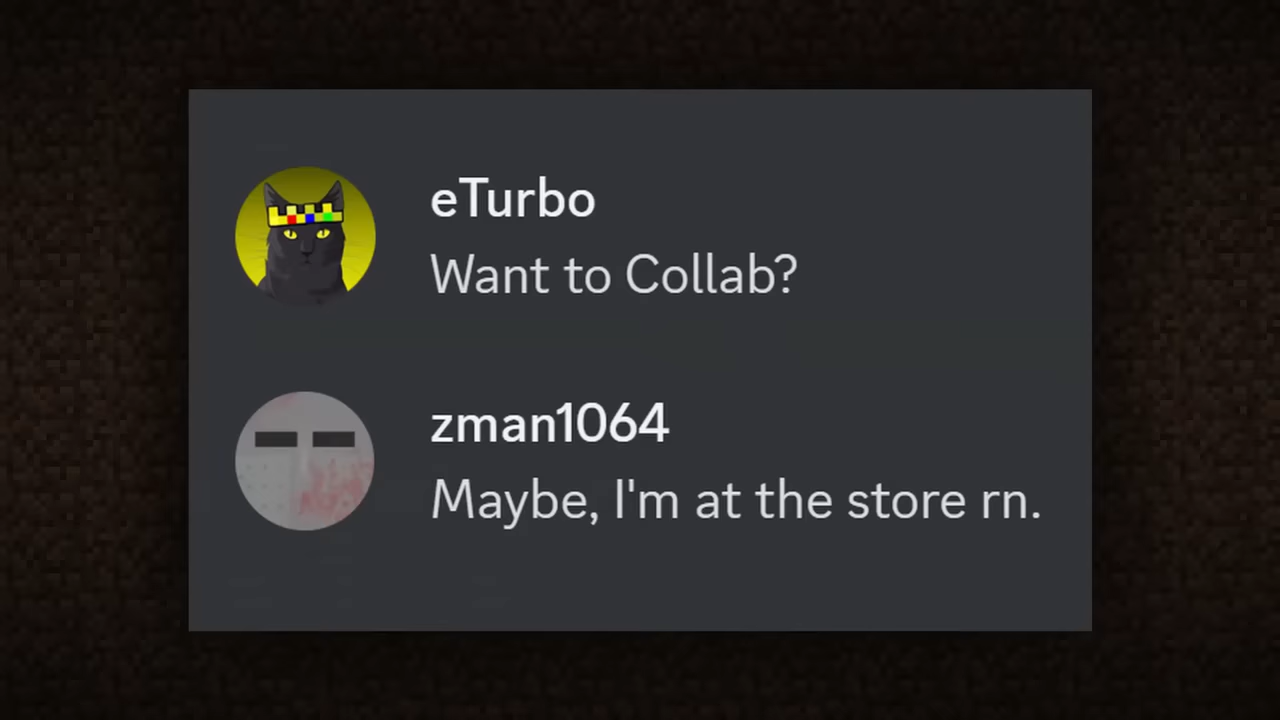 eTurbo
Want to Collab?
zman1064
Maybe, I'm at the store rn.